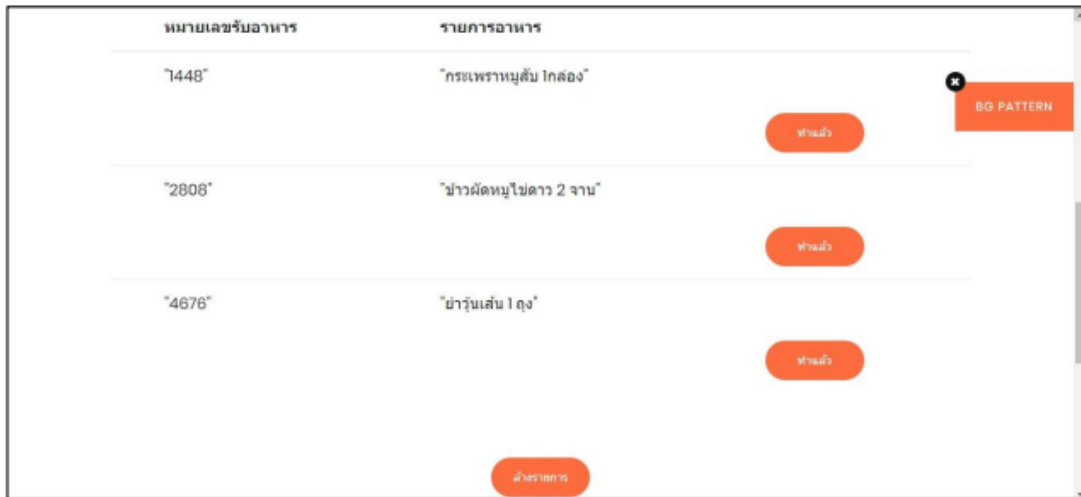 หมายเลขรับอาหาร รายการอาหาร
"1448" "กระเพราหมูสับ 1กล่อง"
BG PATTERN
ทำแล้ว
"2808" "ข้าวผัดหมูไข่ดาว 2 จาน"
ทำแล้ว
"4676" "ยำวุ้นเส้น 1 ถุง"
ทำแล้ว
ล้างรายการ